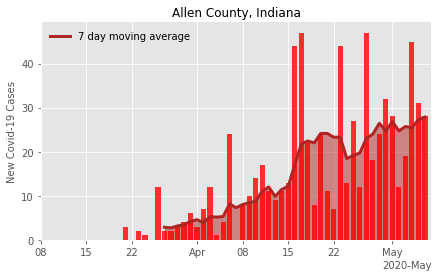 Allen County, Indiana
7 day moving average
New Covid-19 Cases
40
30
20
10
0
08
15
22
Apr
08
15
22
May
2020-May